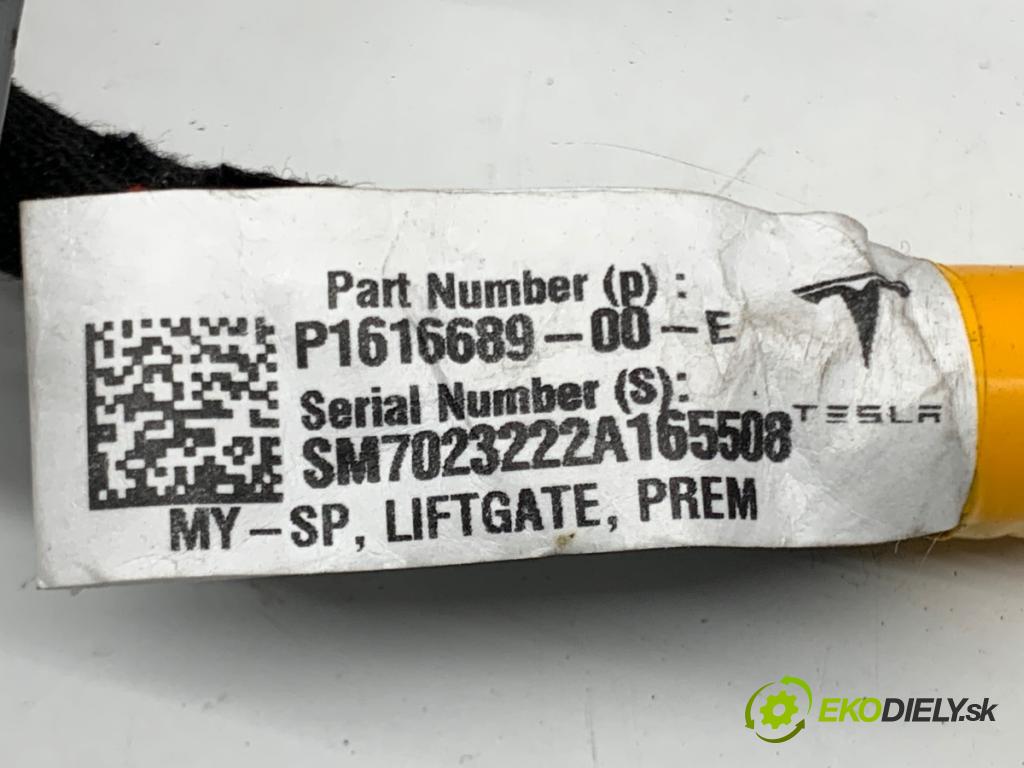 Part Number (p) :
P1616689-00-E
Serial Number (S):
SM7023222A165508
TESLA
MY-SP, LIFTGATE, PREM
EKODIELY.sk